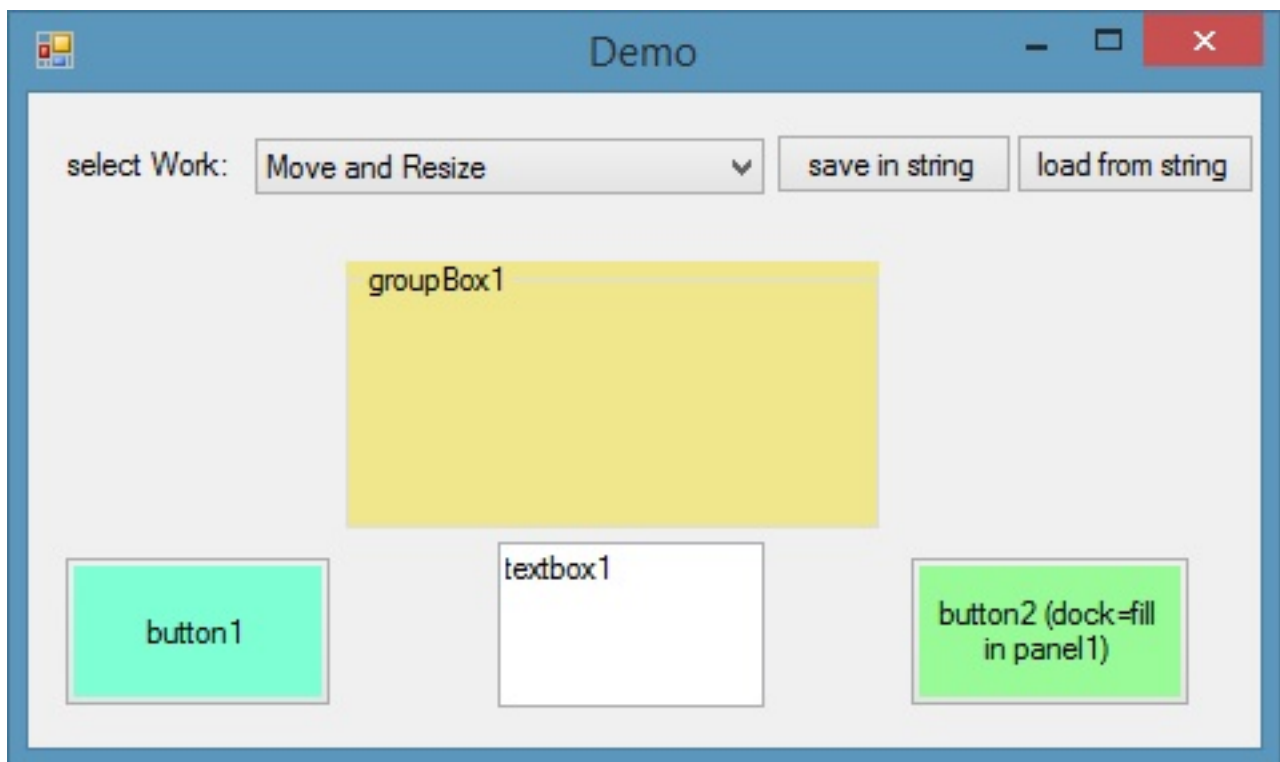 Demo
select Work: Move and Resize save in string load from string
groupBox1
button1
textbox1
button2 (dock=fill
in panel1)